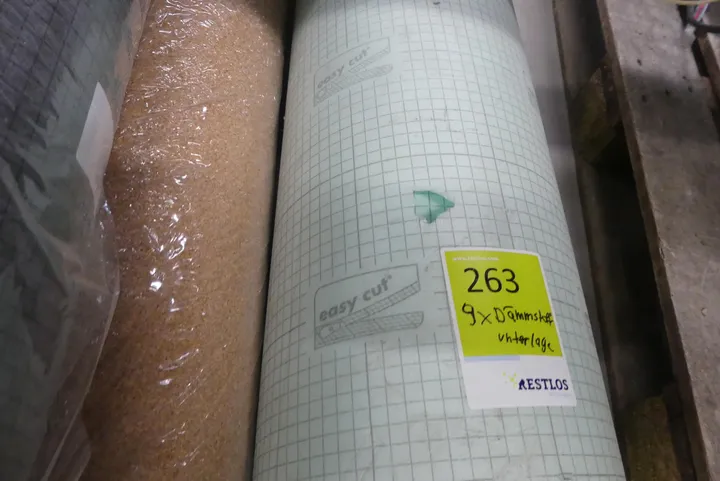 easy cut
easy cut
263
9x Dämmstoff
unterlage
RESTLOS